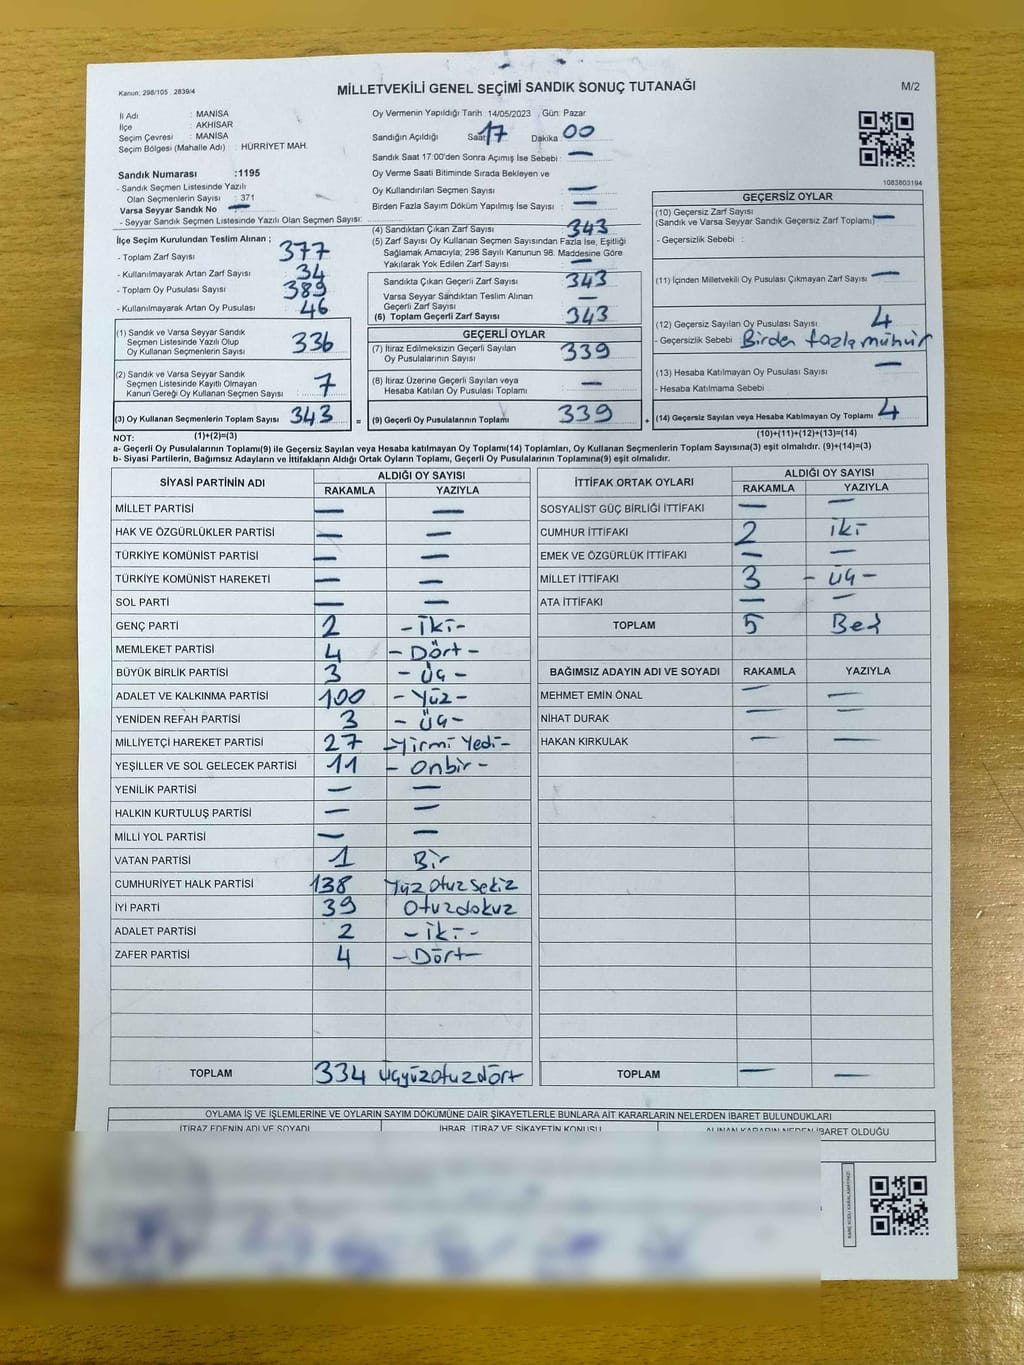 Kanun: 298/105 . 2839/4
MİLLETVEKİLİ GENEL SEÇİMİ SANDIK SONUÇ TUTANAĞI
M/2
İl Adı : MANİSA
İlçe : AKHİSAR
Seçim Çevresi : MANİSA
Seçim Bölgesi (Mahalle Adı) : HÜRRİYET MAH.
Sandık Numarası :1195
- Sandık Seçmen Listesinde Yazılı
Olan Seçmenlerin Sayısı : 371
Varsa Seyyar Sandık No : —
- Seyyar Sandık Seçmen Listesinde Yazılı Olan Seçmen Sayısı:
Oy Vermenin Yapıldığı Tarih :14/05/2023 , Gün: Pazar
Sandığın Açıldığı Saat: 17 Dakika 00
Sandık Saat 17:00'den Sonra Açımış İse Sebebi : —
Oy Verme Saati Bitiminde Sırada Bekleyen ve
Oy Kullandırılan Seçmen Sayısı —
Birden Fazla Sayım Döküm Yapılmış İse Sayısı : —
1083803194
İlçe Seçim Kurulundan Teslim Alınan ;
- Toplam Zarf Sayısı : 377
- Kullanılmayarak Artan Zarf Sayısı : 34
- Toplam Oy Pusulası Sayısı : 389
- Kullanılmayarak Artan Oy Pusulası : 46
(1) Sandık ve Varsa Seyyar Sandık
Seçmen Listesinde Yazılı Olup
Oy Kullanan Seçmenlerin Sayısı 336
(2) Sandık ve Varsa Seyyar Sandık
Seçmen Listesinde Kayıtlı Olmayan
Kanun Gereği Oy Kullanan Seçmen Sayısı : 7
(3) Oy Kullanan Seçmenlerin Toplam Sayısı 343
(1)+(2)=(3)
(4) Sandıktan Çıkan Zarf Sayısı : 343
(5) Zarf Sayısı Oy Kullanan Seçmen Sayısından Fazla İse, Eşitliği
Sağlamak Amacıyla; 298 Sayılı Kanunun 98. Maddesine Göre
Yakılarak Yok Edilen Zarf Sayısı : —
Sandıkta Çıkan Geçerli Zarf Sayısı : 343
Varsa Seyyar Sandıktan Teslim Alınan
Geçerli Zarf Sayısı —
(6) Toplam Geçerli Zarf Sayısı : 343
GEÇERLİ OYLAR
(7) İtiraz Edilmeksizin Geçerli Sayılan
Oy Pusulalarının Sayısı : 339
(8) İtiraz Üzerine Geçerli Sayılan veya
Hesaba Katılan Oy Pusulası Toplamı —
= (9) Geçerli Oy Pusulalarının Toplamı 339
GEÇERSİZ OYLAR
(10) Geçersiz Zarf Sayısı
(Sandık ve Varsa Seyyar Sandık Geçersiz Zarf Toplamı) —
- Geçersizlik Sebebi :
(11) İçinden Milletvekili Oy Pusulası Çıkmayan Zarf Sayısı —
(12) Geçersiz Sayılan Oy Pusulası Sayısı 4
- Geçersizlik Sebebi Birden fazla mühür
(13) Hesaba Katılmayan Oy Pusulası Sayısı —
- Hesaba Katılmama Sebebi
+ (14) Geçersiz Sayılan veya Hesaba Katılmayan Oy Toplamı 4
(10)+(11)+(12)+(13)=(14)
NOT:
a- Geçerli Oy Pusulalarının Toplamı(9) ile Geçersiz Sayılan veya Hesaba katılmayan Oy Toplamı(14) Toplamları, Oy Kullanan Seçmenlerin Toplam Sayısına(3) eşit olmalıdır. (9)+(14)=(3)
b- Siyasi Partilerin, Bağımsız Adayların ve İttifakların Aldığı Ortak Oyların Toplamı, Geçerli Oy Pusulalarının Toplamına(9) eşit olmalıdır.
SİYASİ PARTİNİN ADI ALDIĞI OY SAYISI
RAKAMLA YAZIYLA
MİLLET PARTİSİ — —
HAK VE ÖZGÜRLÜKLER PARTİSİ — —
TÜRKİYE KOMÜNİST PARTİSİ — —
TÜRKİYE KOMÜNİST HAREKETİ — —
SOL PARTİ — —
GENÇ PARTİ 2 -İki-
MEMLEKET PARTİSİ 4 -Dört-
BÜYÜK BİRLİK PARTİSİ 3 -Üç-
ADALET VE KALKINMA PARTİSİ 100 -Yüz-
YENİDEN REFAH PARTİSİ 3 -Üç-
MİLLİYETÇİ HAREKET PARTİSİ 27 -Yirmi Yedi-
YEŞİLLER VE SOL GELECEK PARTİSİ 11 -Onbir-
YENİLİK PARTİSİ — —
HALKIN KURTULUŞ PARTİSİ — —
MİLLİ YOL PARTİSİ — —
VATAN PARTİSİ 1 Bir
CUMHURİYET HALK PARTİSİ 138 Yüz otuz sekiz
İYİ PARTİ 39 Otuzdokuz
ADALET PARTİSİ 2 -İki-
ZAFER PARTİSİ 4 -Dört-
TOPLAM 334 üçyüzotuzdört
İTTİFAK ORTAK OYLARI ALDIĞI OY SAYISI
RAKAMLA YAZIYLA
SOSYALİST GÜÇ BİRLİĞİ İTTİFAKI — —
CUMHUR İTTİFAKI 2 iki
EMEK VE ÖZGÜRLÜK İTTİFAKI — —
MİLLET İTTİFAKI 3 -üç-
ATA İTTİFAKI — —
TOPLAM 5 Beş
BAĞIMSIZ ADAYIN ADI VE SOYADI RAKAMLA YAZIYLA
MEHMET EMİN ÖNAL — —
NİHAT DURAK — —
HAKAN KIRKULAK — —
TOPLAM — —
OYLAMA İŞ VE İŞLEMLERİNE VE OYLARIN SAYIM DÖKÜMÜNE DAİR ŞİKAYETLERLE BUNLARA AİT KARARLARIN NELERDEN İBARET BULUNDUKLARI
İTİRAZ EDENİN ADI VE SOYADI İHBAR, İTİRAZ VE ŞİKAYETİN KONUSU ALINAN KARARIN NEDEN İBARET OLDUĞU